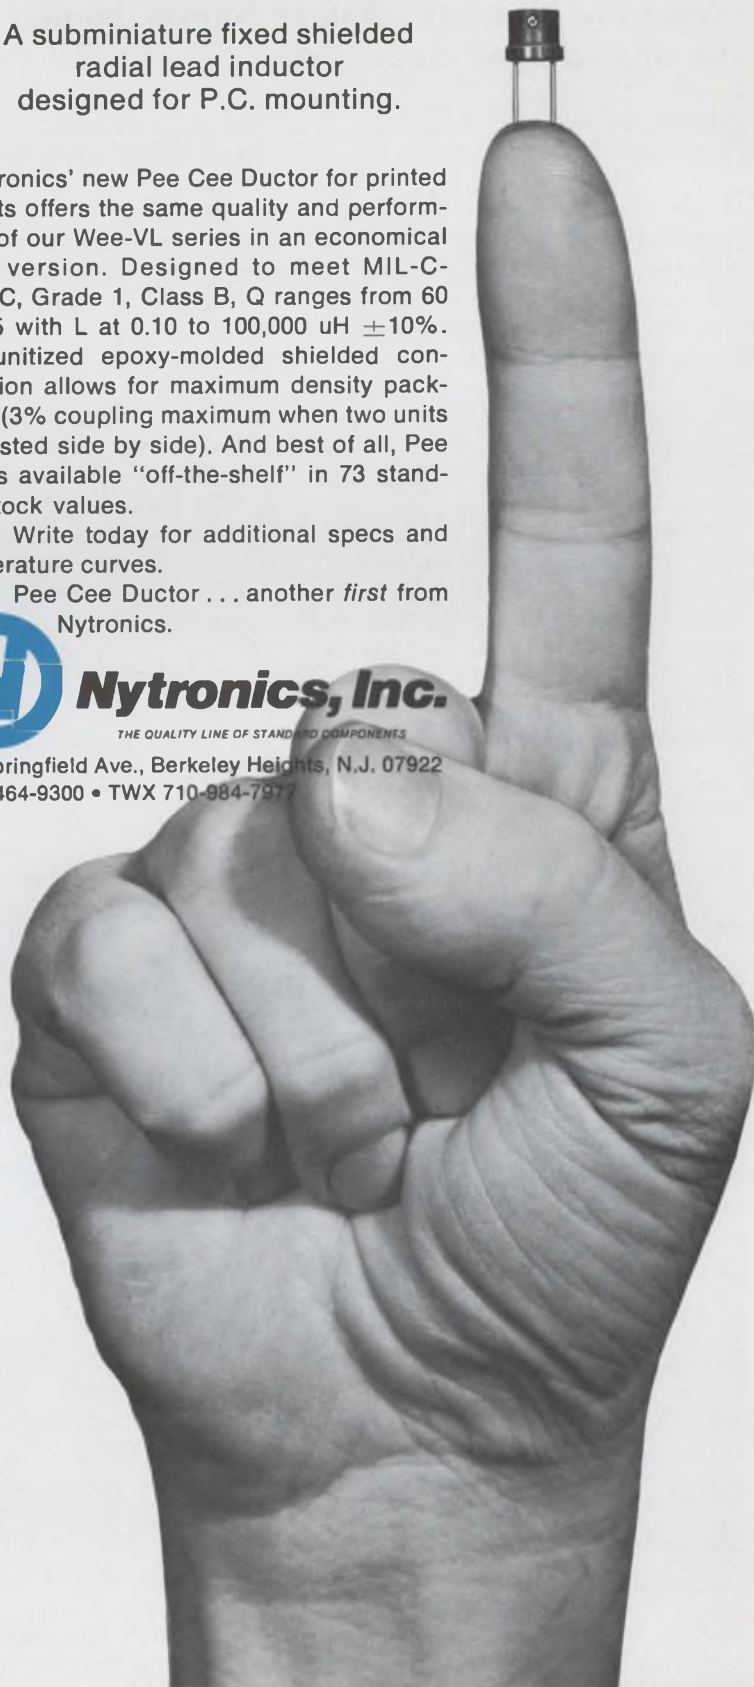 A subminiature fixed shielded
radial lead inductor
designed for P.C. mounting.
ronics' new Pee Cee Ductor for printed
ts offers the same quality and perform-
of our Wee-VL series in an economical
version. Designed to meet MIL-C-
C, Grade 1, Class B, Q ranges from 60
5 with L at 0.10 to 100,000 uH ±10%.
unitized epoxy-molded shielded con-
ion allows for maximum density pack-
(3% coupling maximum when two units
sted side by side). And best of all, Pee
s available "off-the-shelf" in 73 stand-
tock values.
Write today for additional specs and
erature curves.
Pee Cee Ductor . . . another first from
Nytronics.
Nytronics, Inc.
THE QUALITY LINE OF STANDARD COMPONENTS
pringfield Ave., Berkeley Heights, N.J. 07922
464-9300 • TWX 710-984-7977